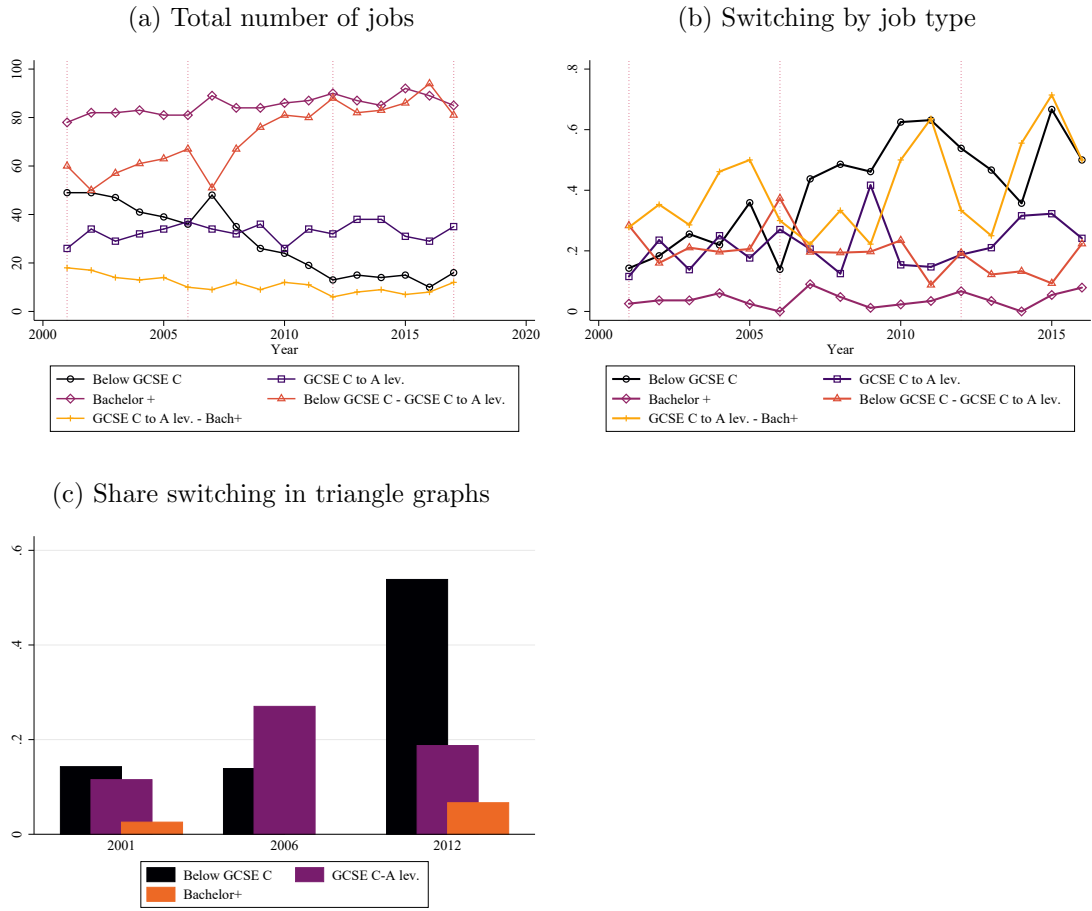 (a) Total number of jobs
0 20 40 60 80 100
2000 2005 2010 2015 2020
Year
Below GCSE C
GCSE C to A lev.
Bachelor +
Below GCSE C - GCSE C to A lev.
GCSE C to A lev. - Bach+
(b) Switching by job type
0 .2 .4 .6 .8
2000 2005 2010 2015
Year
Below GCSE C
GCSE C to A lev.
Bachelor +
Below GCSE C - GCSE C to A lev.
GCSE C to A lev. - Bach+
(c) Share switching in triangle graphs
0 .2 .4 .6
2001 2006 2012
Below GCSE C
GCSE C-A lev.
Bachelor+